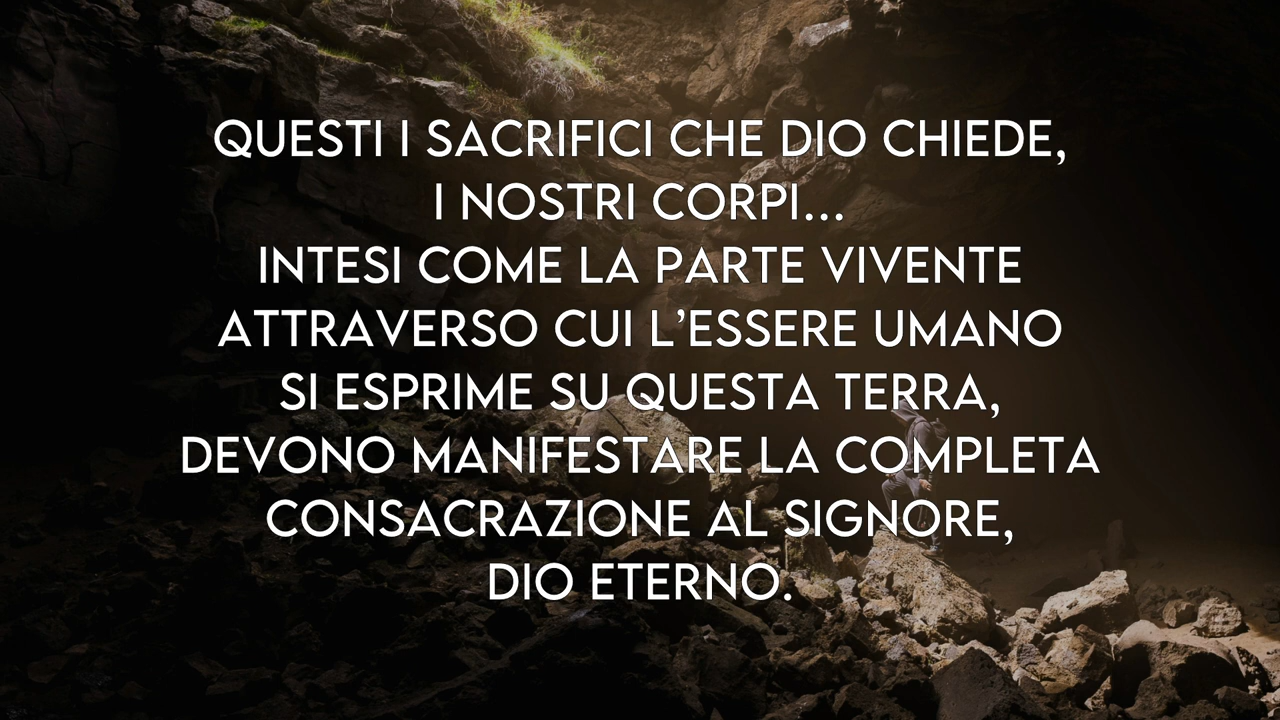 QUESTI I SACRIFICI CHE DIO CHIEDE,
I NOSTRI CORPI...
INTESI COME LA PARTE VIVENTE
ATTRAVERSO CUI L'ESSERE UMANO
SI ESPRIME SU QUESTA TERRA,
DEVONO MANIFESTARE LA COMPLETA
CONSACRAZIONE AL SIGNORE,
DIO ETERNO.